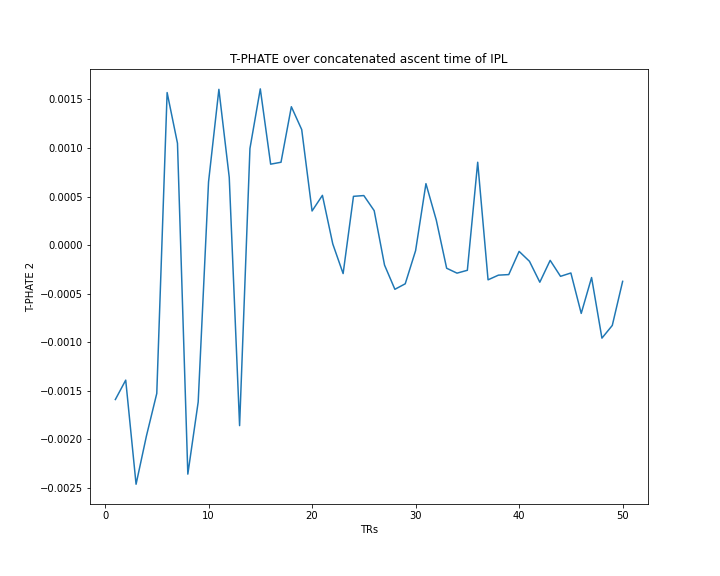 T-PHATE over concatenated ascent time of IPL
0.0015
0.0010
0.0005
0.0000
−0.0005
−0.0010
−0.0015
−0.0020
−0.0025
T-PHATE 2
0 10 20 30 40 50
TRs